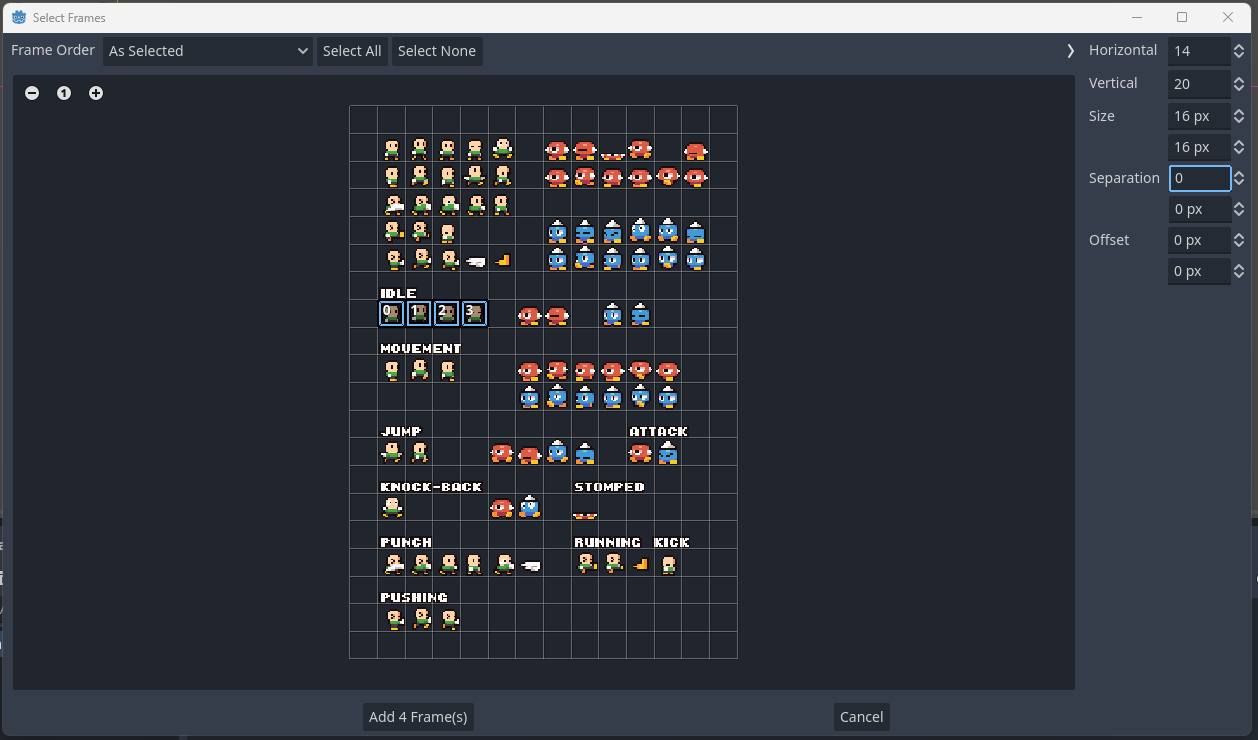 Select Frames
Frame Order As Selected Select All Select None
Horizontal 14
Vertical 20
Size 16 px
16 px
Separation 0
0 px
Offset 0 px
0 px
1
IDLE
0 1 2 3
MOVEMENT
JUMP ATTACK
KNOCK-BACK STOMPED
PUNCH RUNNING KICK
PUSHING
Add 4 Frame(s) Cancel